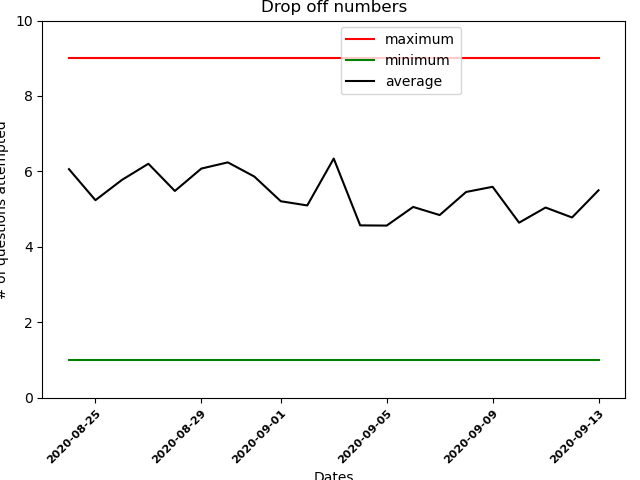 Drop off numbers
maximum
minimum
average
# of questions attempted
10
8
6
4
2
0
2020-08-25
2020-08-29
2020-09-01
2020-09-05
2020-09-09
2020-09-13
Dates